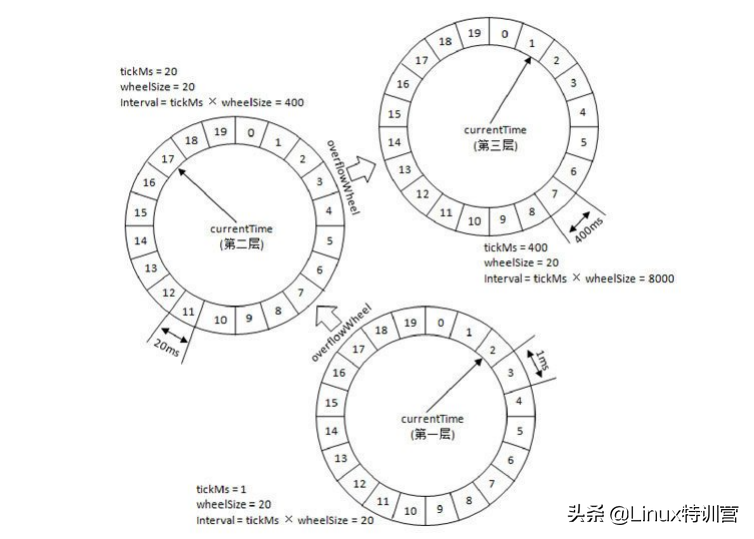 tickMs = 20
wheelSize = 20
Interval = tickMs × wheelSize = 400
0
1
2
3
4
5
6
7
8
9
10
11
12
13
14
15
16
17
18
19
currentTime
(第二层)
20ms
overflowWheel
0
1
2
3
4
5
6
7
8
9
10
11
12
13
14
15
16
17
18
19
currentTime
(第三层)
400ms
tickMs = 400
wheelSize = 20
Interval = tickMs × wheelSize = 8000
overflowWheel
0
1
2
3
4
5
6
7
8
9
10
11
12
13
14
15
16
17
18
19
currentTime
(第一层)
1ms
tickMs = 1
wheelSize = 20
Interval = tickMs × wheelSize = 20
头条 @Linux特训营